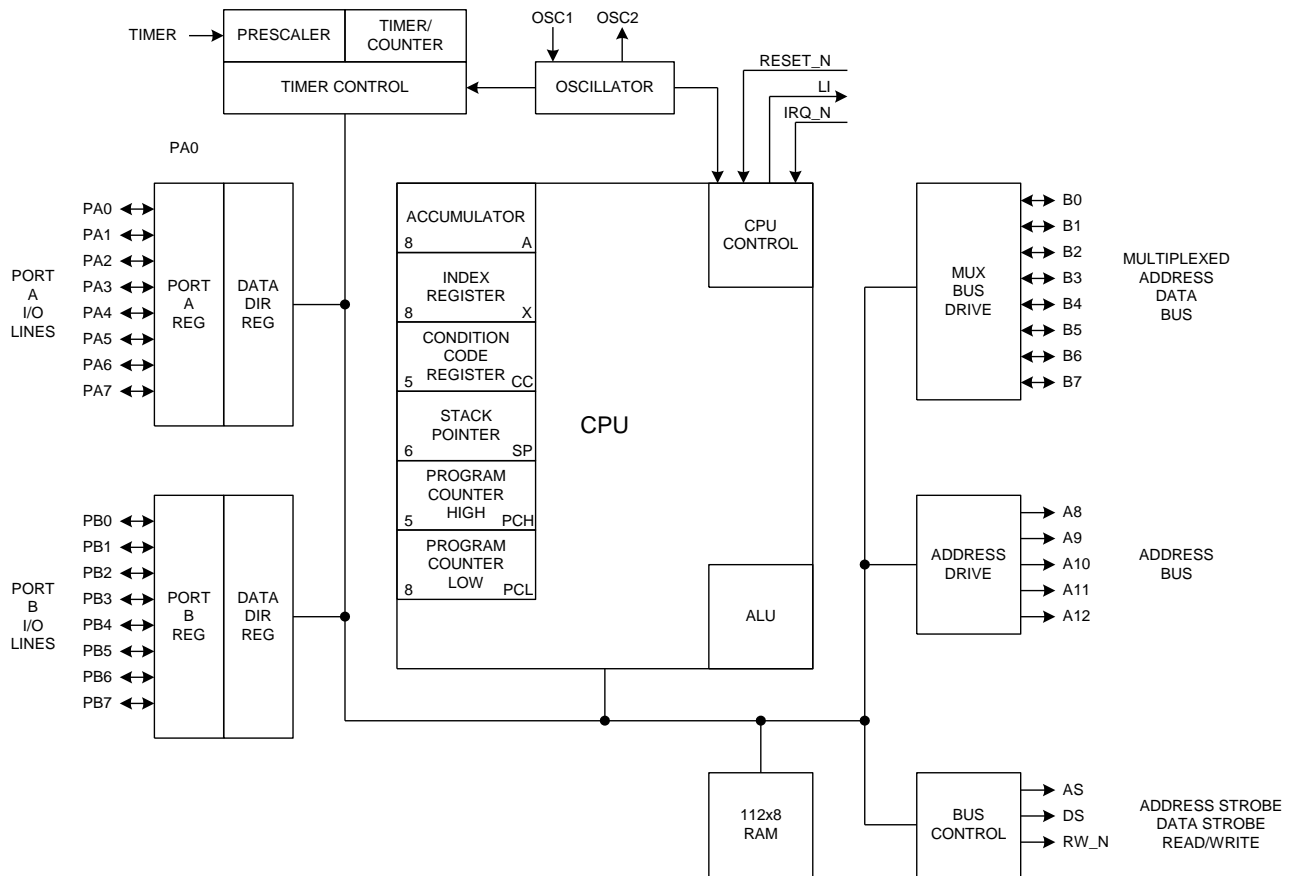 TIMER
PRESCALER
TIMER/
COUNTER
TIMER CONTROL
OSC1
OSC2
OSCILLATOR
RESET_N
LI
IRQ_N
PA0
PORT
A
I/O
LINES
PA0
PA1
PA2
PA3
PA4
PA5
PA6
PA7
PORT
A
REG
DATA
DIR
REG
ACCUMULATOR
8 A
INDEX
REGISTER
8 X
CONDITION
CODE
REGISTER
5 CC
STACK
POINTER
6 SP
PROGRAM
COUNTER
HIGH
5 PCH
PROGRAM
COUNTER
LOW
8 PCL
CPU
CONTROL
CPU
ALU
MUX
BUS
DRIVE
B0
B1
B2
B3
B4
B5
B6
B7
MULTIPLEXED
ADDRESS
DATA
BUS
PORT
B
I/O
LINES
PB0
PB1
PB2
PB3
PB4
PB5
PB6
PB7
PORT
B
REG
DATA
DIR
REG
ADDRESS
DRIVE
A8
A9
A10
A11
A12
ADDRESS
BUS
112x8
RAM
BUS
CONTROL
AS
DS
RW_N
ADDRESS STROBE
DATA STROBE
READ/WRITE